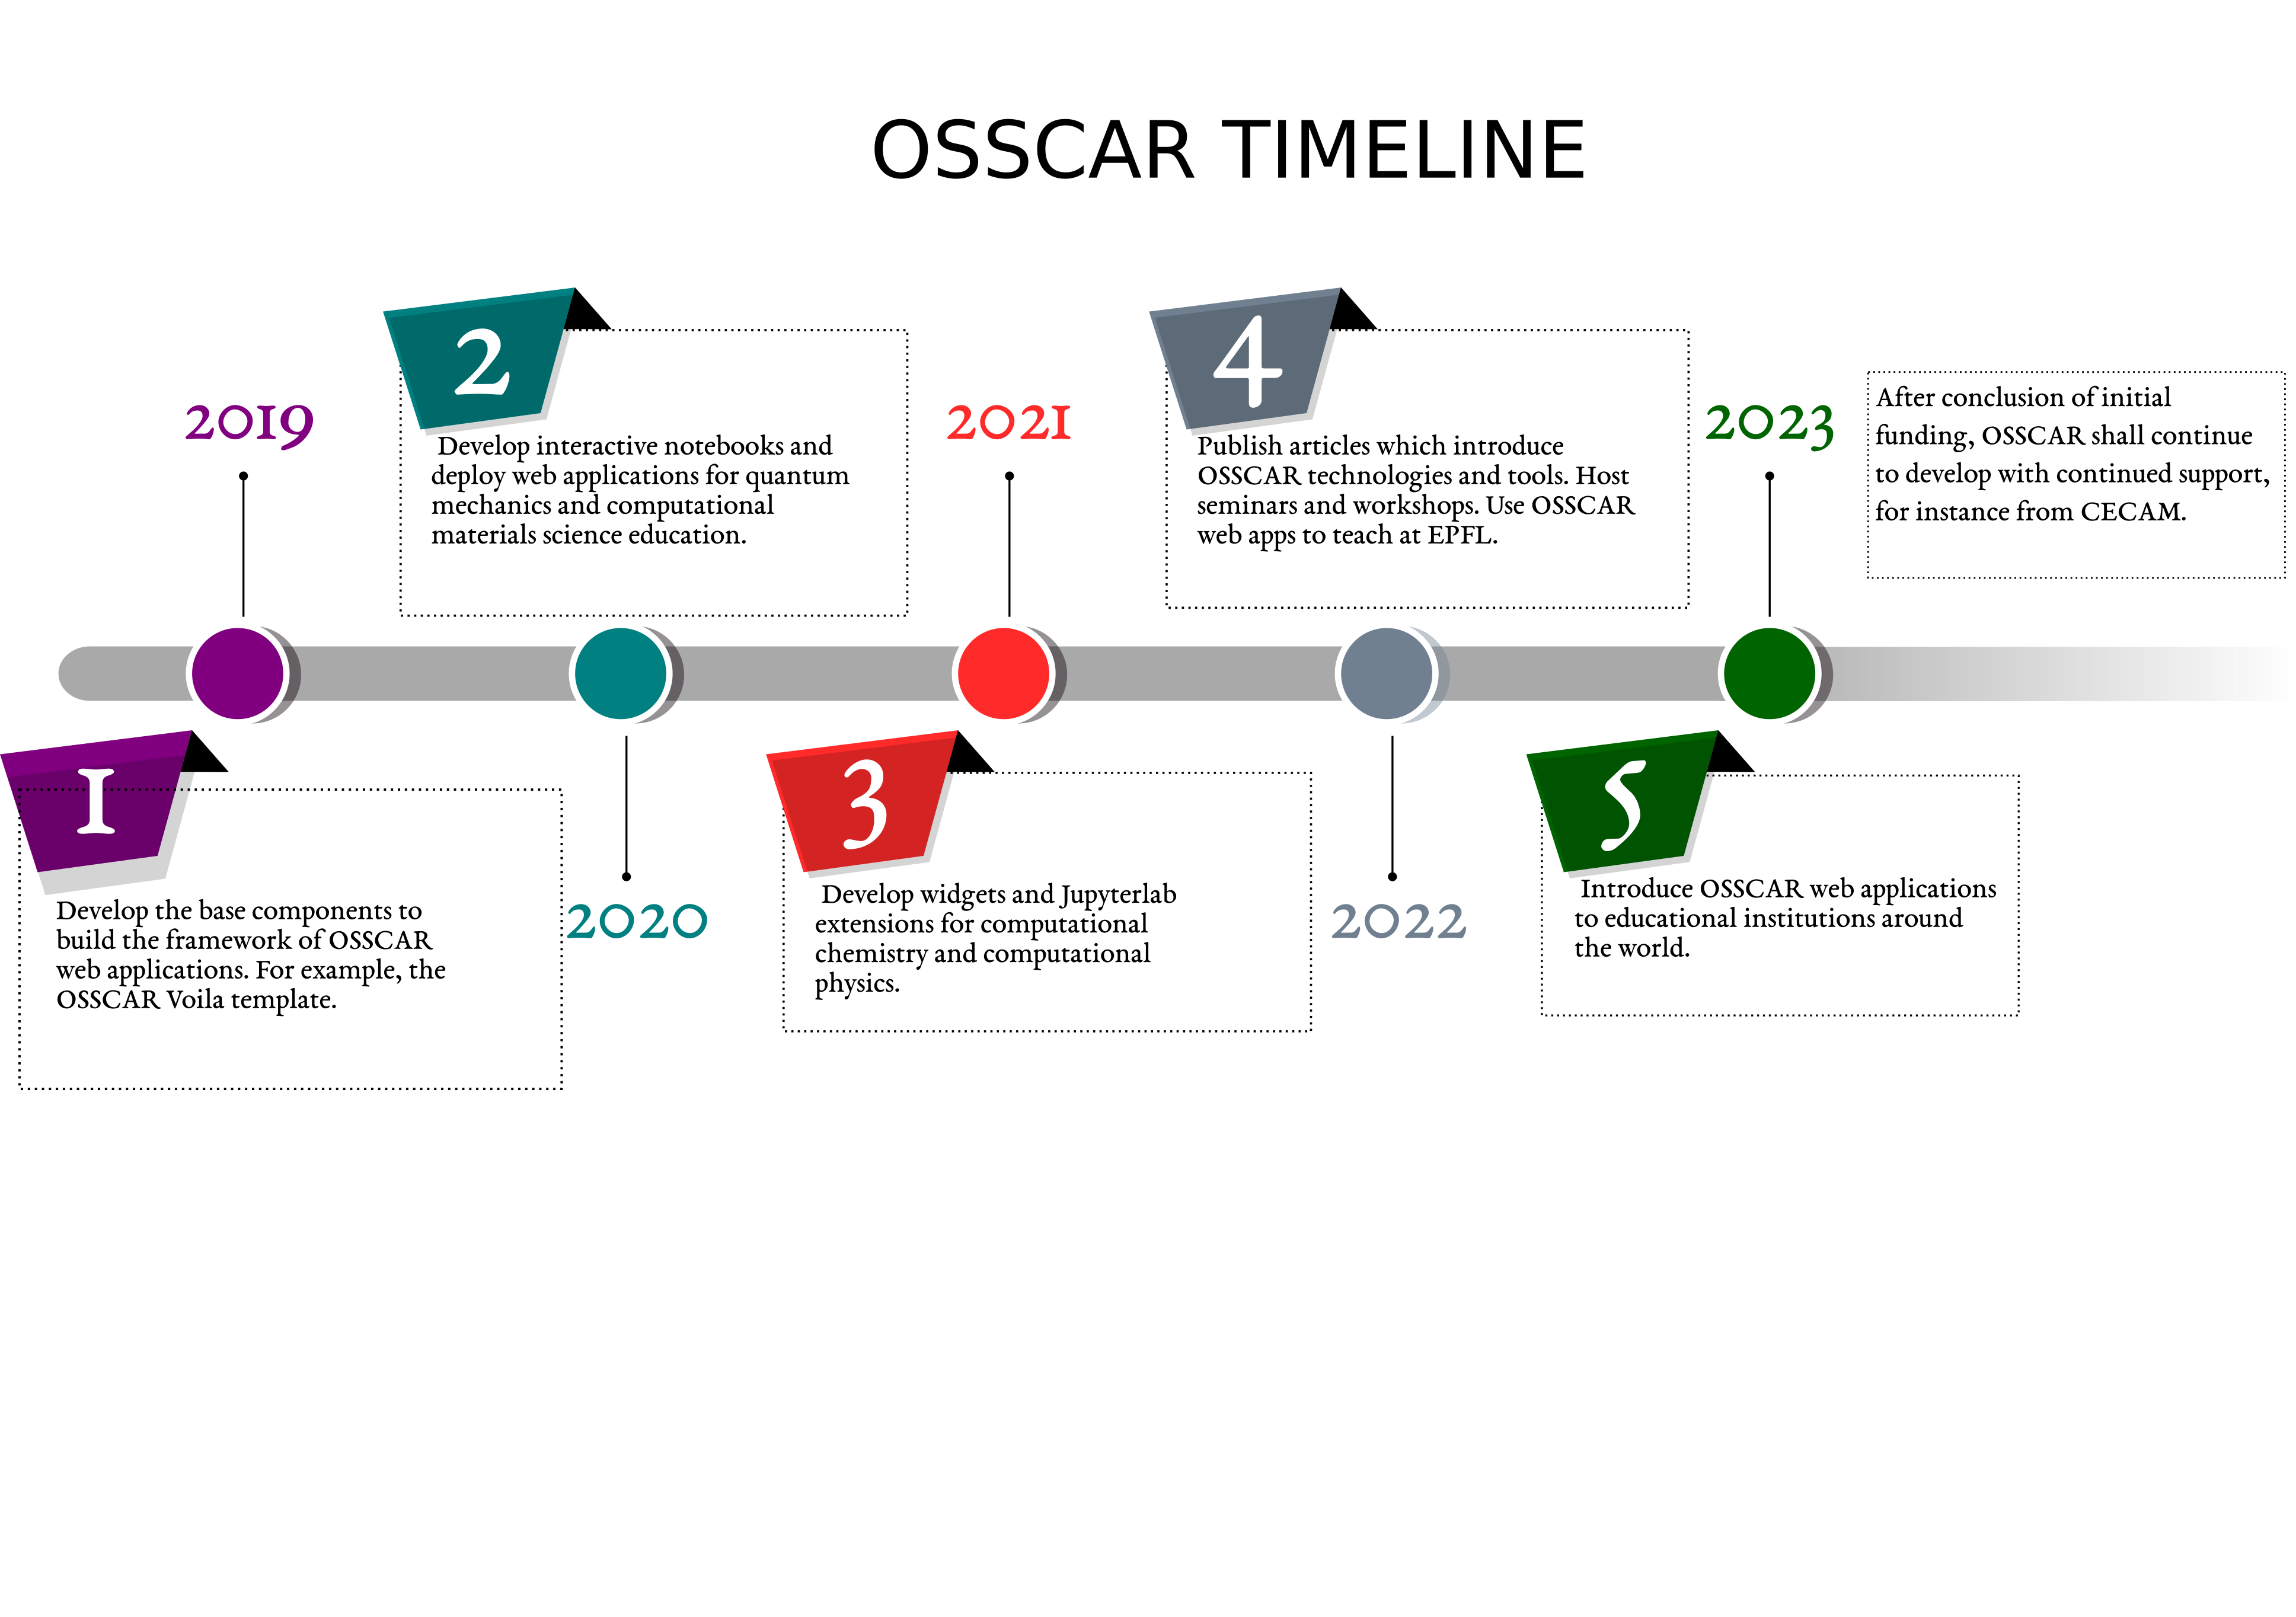 OSSCAR TIMELINE
2019
1
Develop the base components to
build the framework of OSSCAR
web applications. For example, the
OSSCAR Voila template.
2
Develop interactive notebooks and
deploy web applications for quantum
mechanics and computational
materials science education.
2020
2021
3
Develop widgets and Jupyterlab
extensions for computational
chemistry and computational
physics.
4
Publish articles which introduce
OSSCAR technologies and tools. Host
seminars and workshops. Use OSSCAR
web apps to teach at EPFL.
2022
2023
5
Introduce OSSCAR web applications
to educational institutions around
the world.
After conclusion of initial
funding, OSSCAR shall continue
to develop with continued support,
for instance from CECAM.